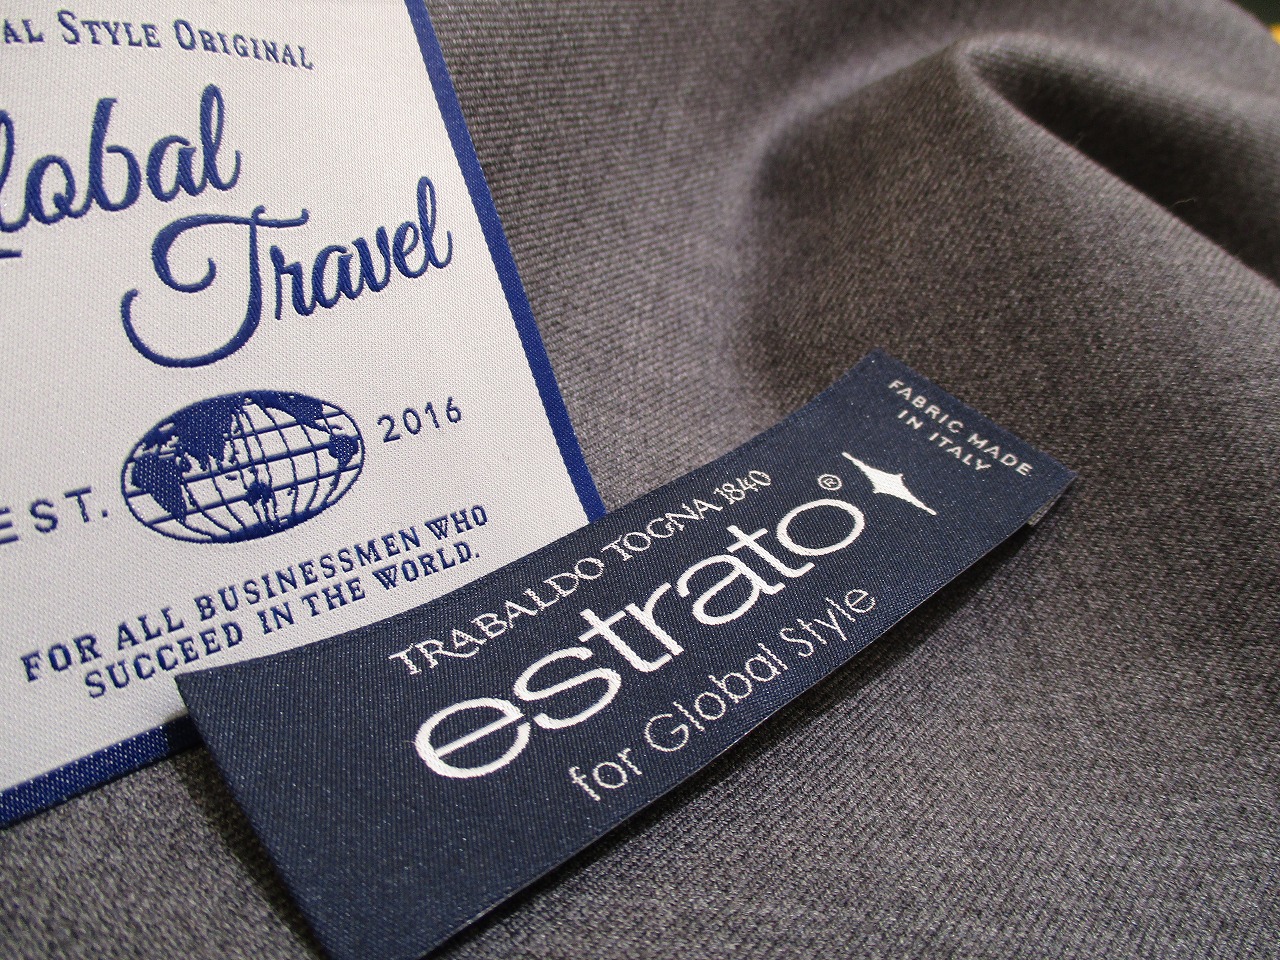 AL STYLE ORIGINAL
lobal
Travel
EST. 2016
FOR ALL BUSINESSMEN WHO
SUCCEED IN THE WORLD.
FABRIC MADE
IN ITALY
TRABALDO TOGNA 1840
estrato®
for Global Style